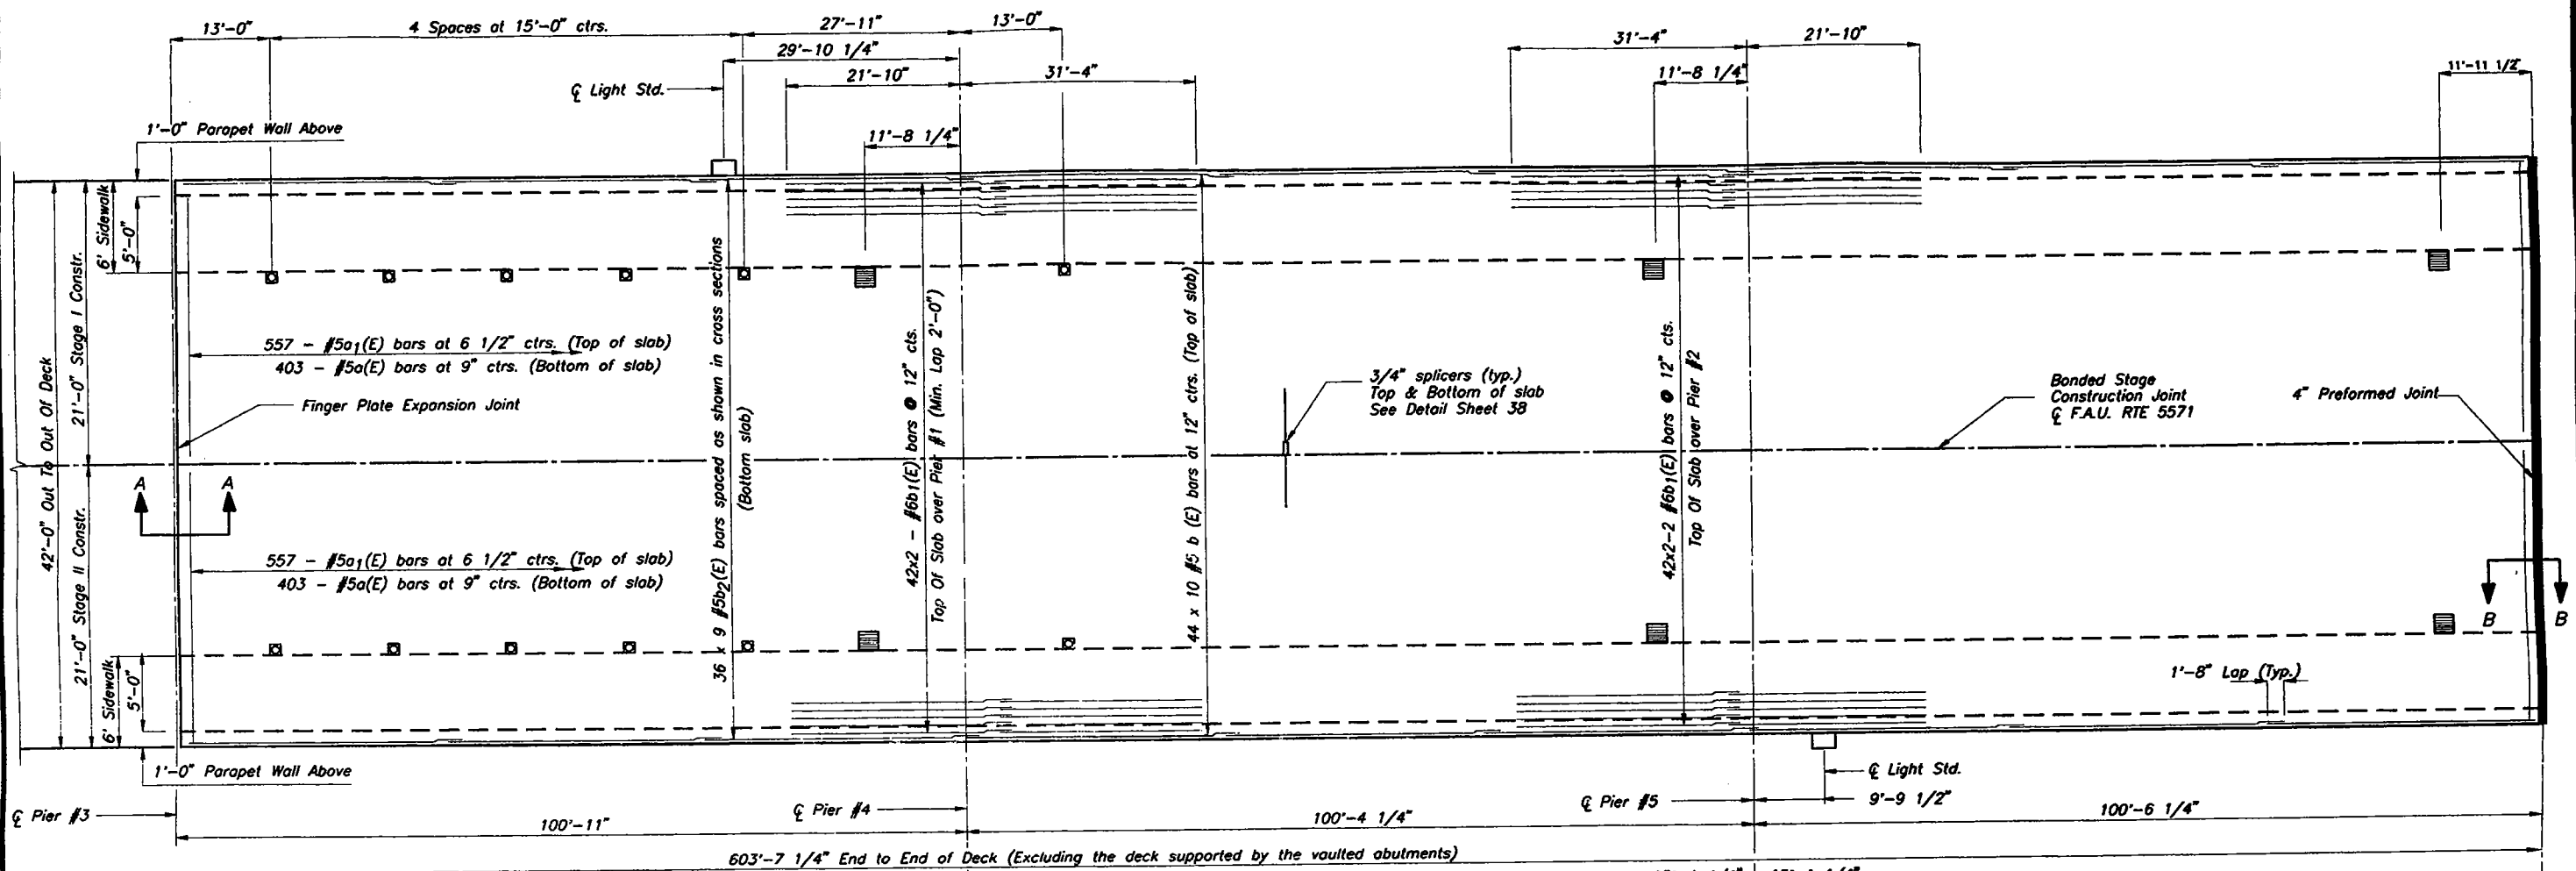 13'-0"
4 Spaces at 15'-0" ctrs.
27'-11"
13'-0"
29'-10 1/4"
21'-10"
31'-4"
31'-4"
21'-10"
11'-8 1/4"
11'-11 1/2"
℄ Light Std.
1'-0" Parapet Wall Above
11'-8 1/4"
42'-0" Out To Out Of Deck
21'-0" Stage I Constr.
6' Sidewalk
5'-0"
557 - #5a1(E) bars at 6 1/2" ctrs. (Top of slab)
403 - #5a(E) bars at 9" ctrs. (Bottom of slab)
Finger Plate Expansion Joint
36 x 9 #5b2(E) bars spaced as shown in cross sections
(Bottom slab)
42x2 - #6b1(E) bars @ 12" cts.
Top Of Slab over Pier #1 (Min. Lap 2'-0")
44 x 10 #5 b (E) bars at 12" ctrs. (Top of slab)
3/4" splicers (typ.)
Top & Bottom of slab
See Detail Sheet 38
42x2-2 #6b1(E) bars @ 12" cts.
Top Of Slab over Pier #2
Bonded Stage
Construction Joint
℄ F.A.U. RTE 5571
4" Preformed Joint
A
A
21'-0" Stage II Constr.
557 - #5a1(E) bars at 6 1/2" ctrs. (Top of slab)
403 - #5a(E) bars at 9" ctrs. (Bottom of slab)
B
B
6' Sidewalk
5'-0"
1'-8" Lap (Typ.)
1'-0" Parapet Wall Above
℄ Light Std.
9'-9 1/2"
℄ Pier #3
℄ Pier #4
℄ Pier #5
100'-11"
100'-4 1/4"
100'-6 1/4"
603'-7 1/4" End to End of Deck (Excluding the deck supported by the vaulted abutments)